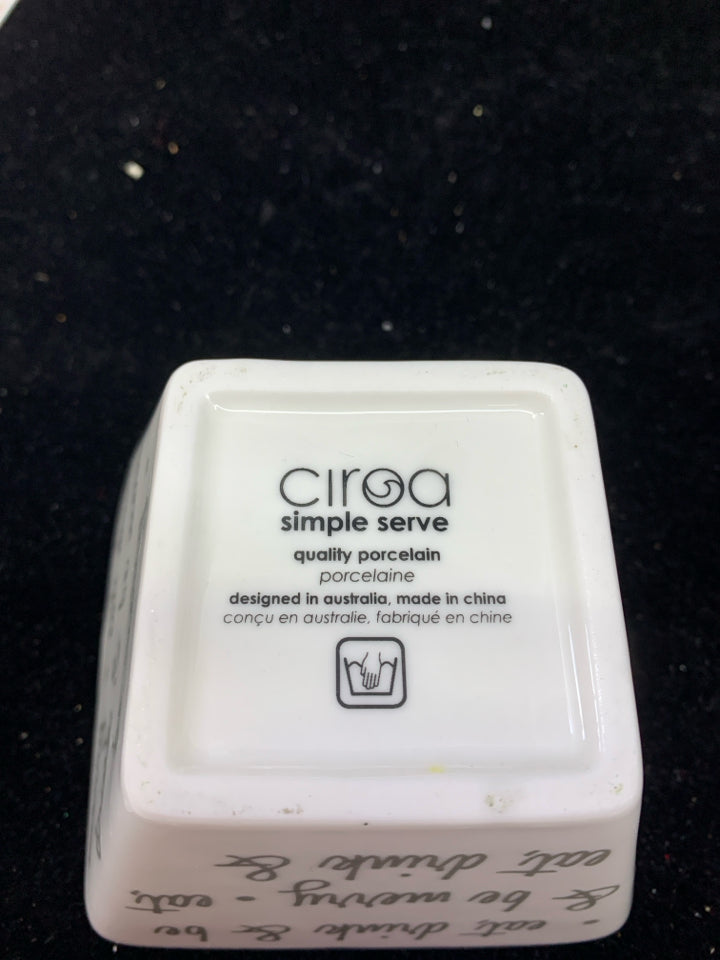 ciroa
simple serve
quality porcelain
porcelaine
designed in australia, made in china
conçu en australie, fabriqué en chine
- eat, drink & be
& be merry - eat,
eat, drink &